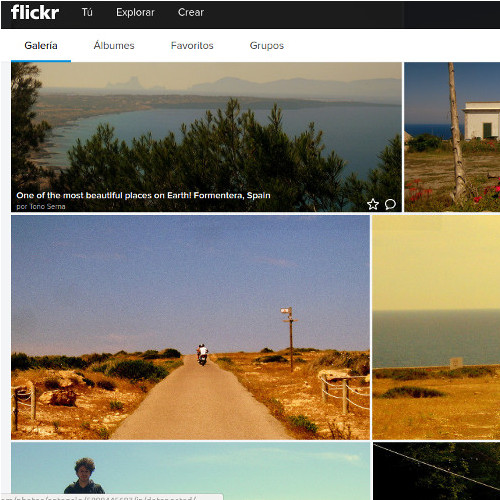 flickr Tú Explorar Crear
Galería Álbumes Favoritos Grupos
One of the most beautiful places on Earth! Formentera, Spain
por Tono Serna